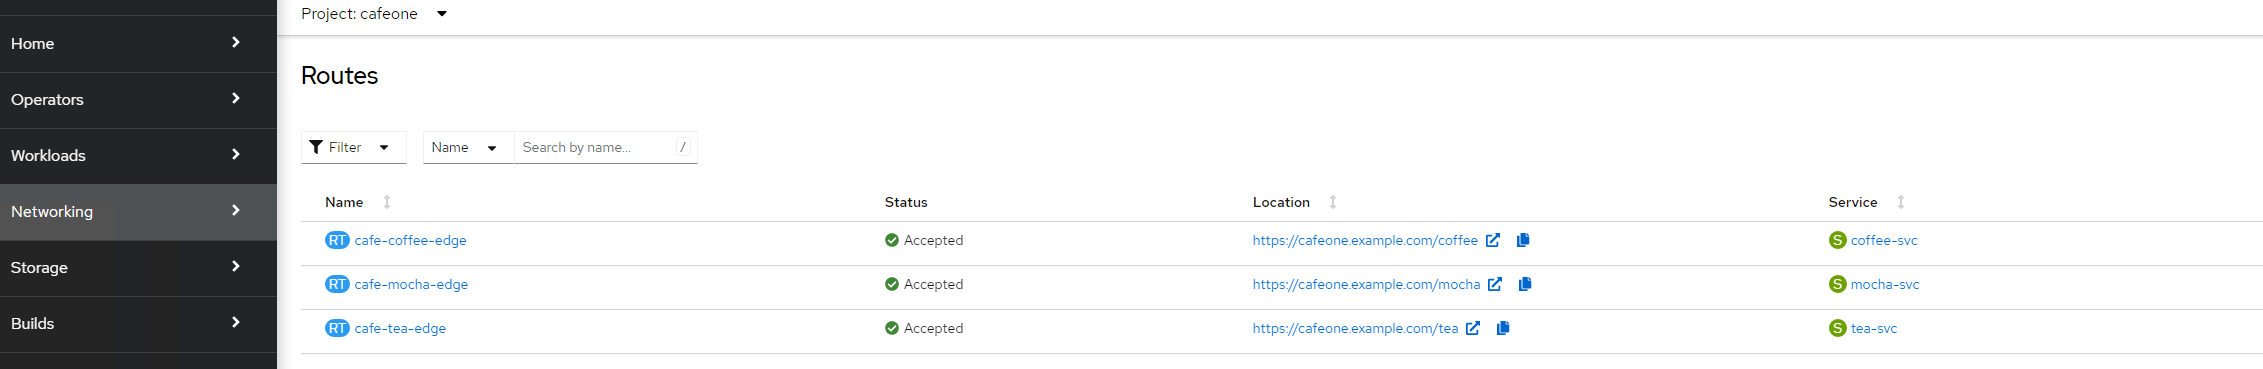 Project: cafeone
Home
Operators
Workloads
Networking
Storage
Builds
Routes
Filter Name Search by name... /
Name Status Location Service
RT cafe-coffee-edge Accepted https://cafeone.example.com/coffee S coffee-svc
RT cafe-mocha-edge Accepted https://cafeone.example.com/mocha S mocha-svc
RT cafe-tea-edge Accepted https://cafeone.example.com/tea S tea-svc